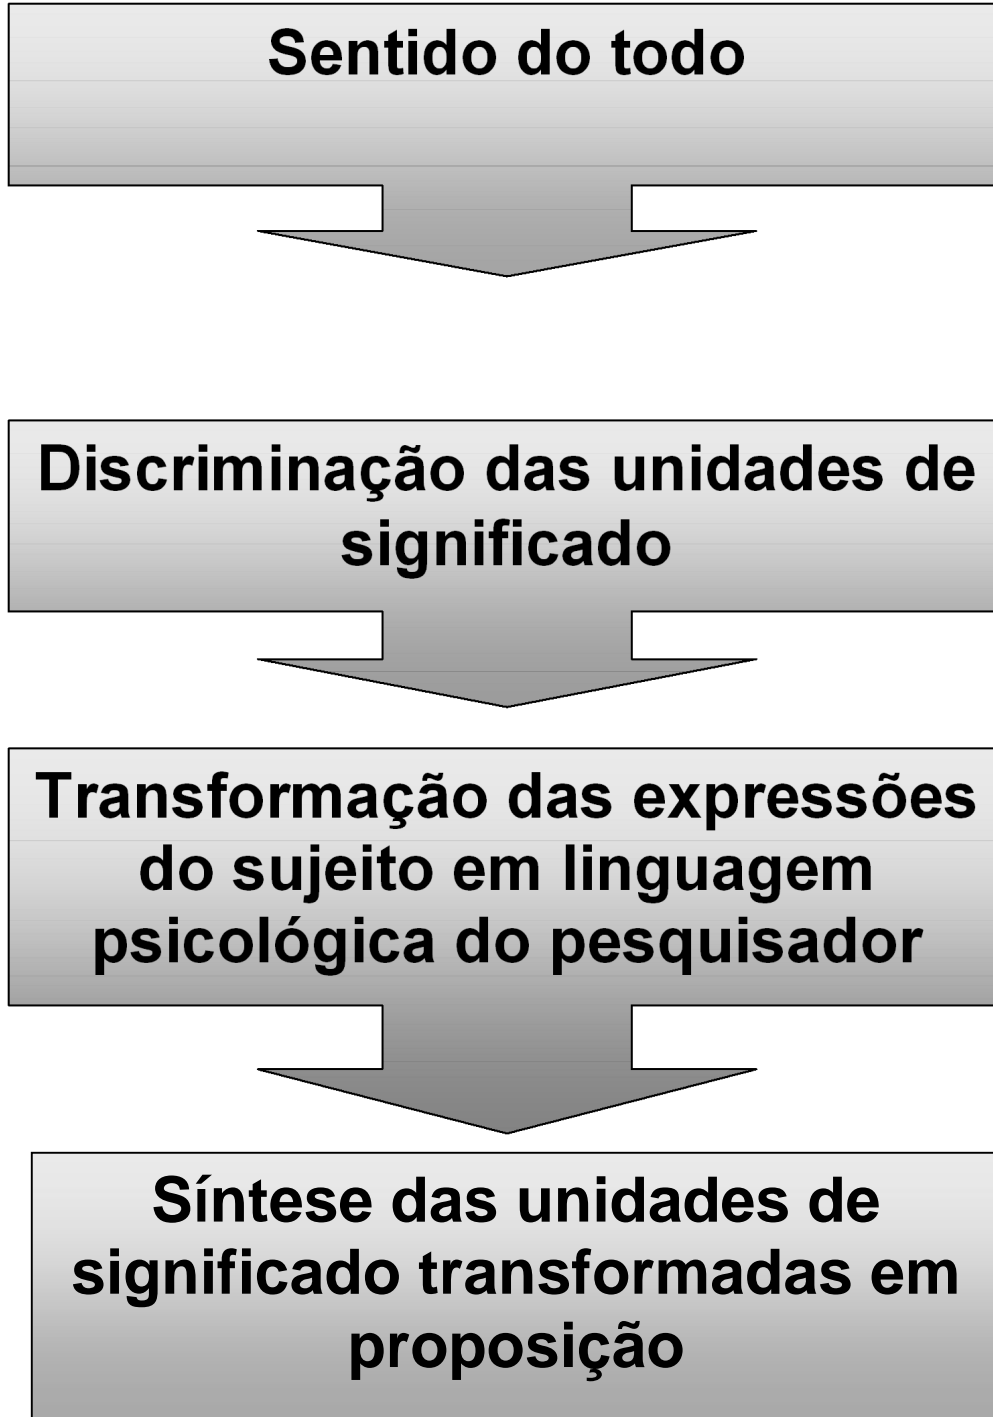 Sentido do todo
Discriminação das unidades de
significado
Transformação das expressões
do sujeito em linguagem
psicológica do pesquisador
Síntese das unidades de
significado transformadas em
proposição